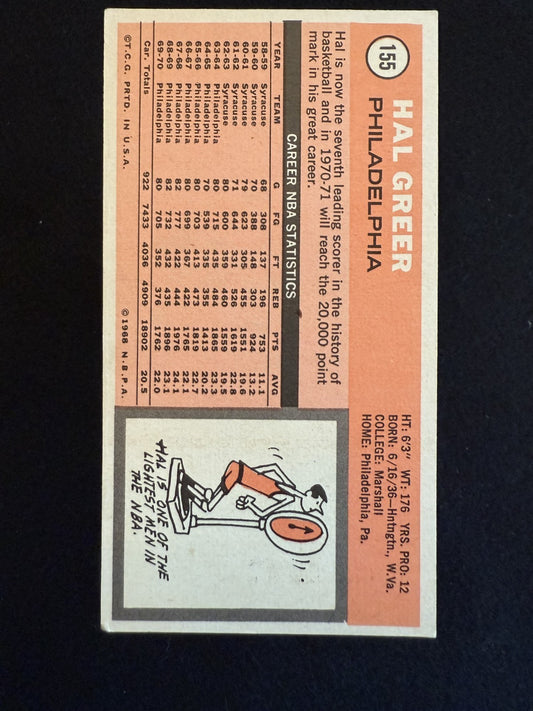 155
HAL GREER
PHILADELPHIA
HT: 6'3" WT: 176 YRS. PRO: 12
BORN: 6/16/36—Hntngtn., W.Va.
COLLEGE: Marshall
HOME: Philadelphia, Pa.
Hal is now the seventh leading scorer in the history of
basketball and in 1970-71 will reach the 20,000 point
mark in his great career.
CAREER NBA STATISTICS
YEAR TEAM G FG FT REB PTS AVG
58-59 Syracuse 68 308 137 196 753 11.1
59-60 Syracuse 70 388 148 303 924 13.2
60-61 Syracuse 79 623 305 455 1551 19.6
61-62 Syracuse 71 644 331 526 1619 22.8
62-63 Syracuse 80 600 359 460 1559 19.5
63-64 Philadelphia 80 715 435 484 1865 23.3
64-65 Philadelphia 70 539 335 355 1413 20.2
65-66 Philadelphia 80 703 413 473 1819 22.7
66-67 Philadelphia 80 699 367 422 1765 22.1
67-68 Philadelphia 82 777 422 444 1976 24.1
68-69 Philadelphia 82 732 432 435 1896 23.1
69-70 Philadelphia 80 705 352 376 1762 22.0
Car. Totals 922 7433 4036 4909 18902 20.5
©T.C.G. PRTD. IN U.S.A. ©1968 N.B.P.A.
HAL IS ONE OF THE
LIGHTEST MEN IN
THE NBA.